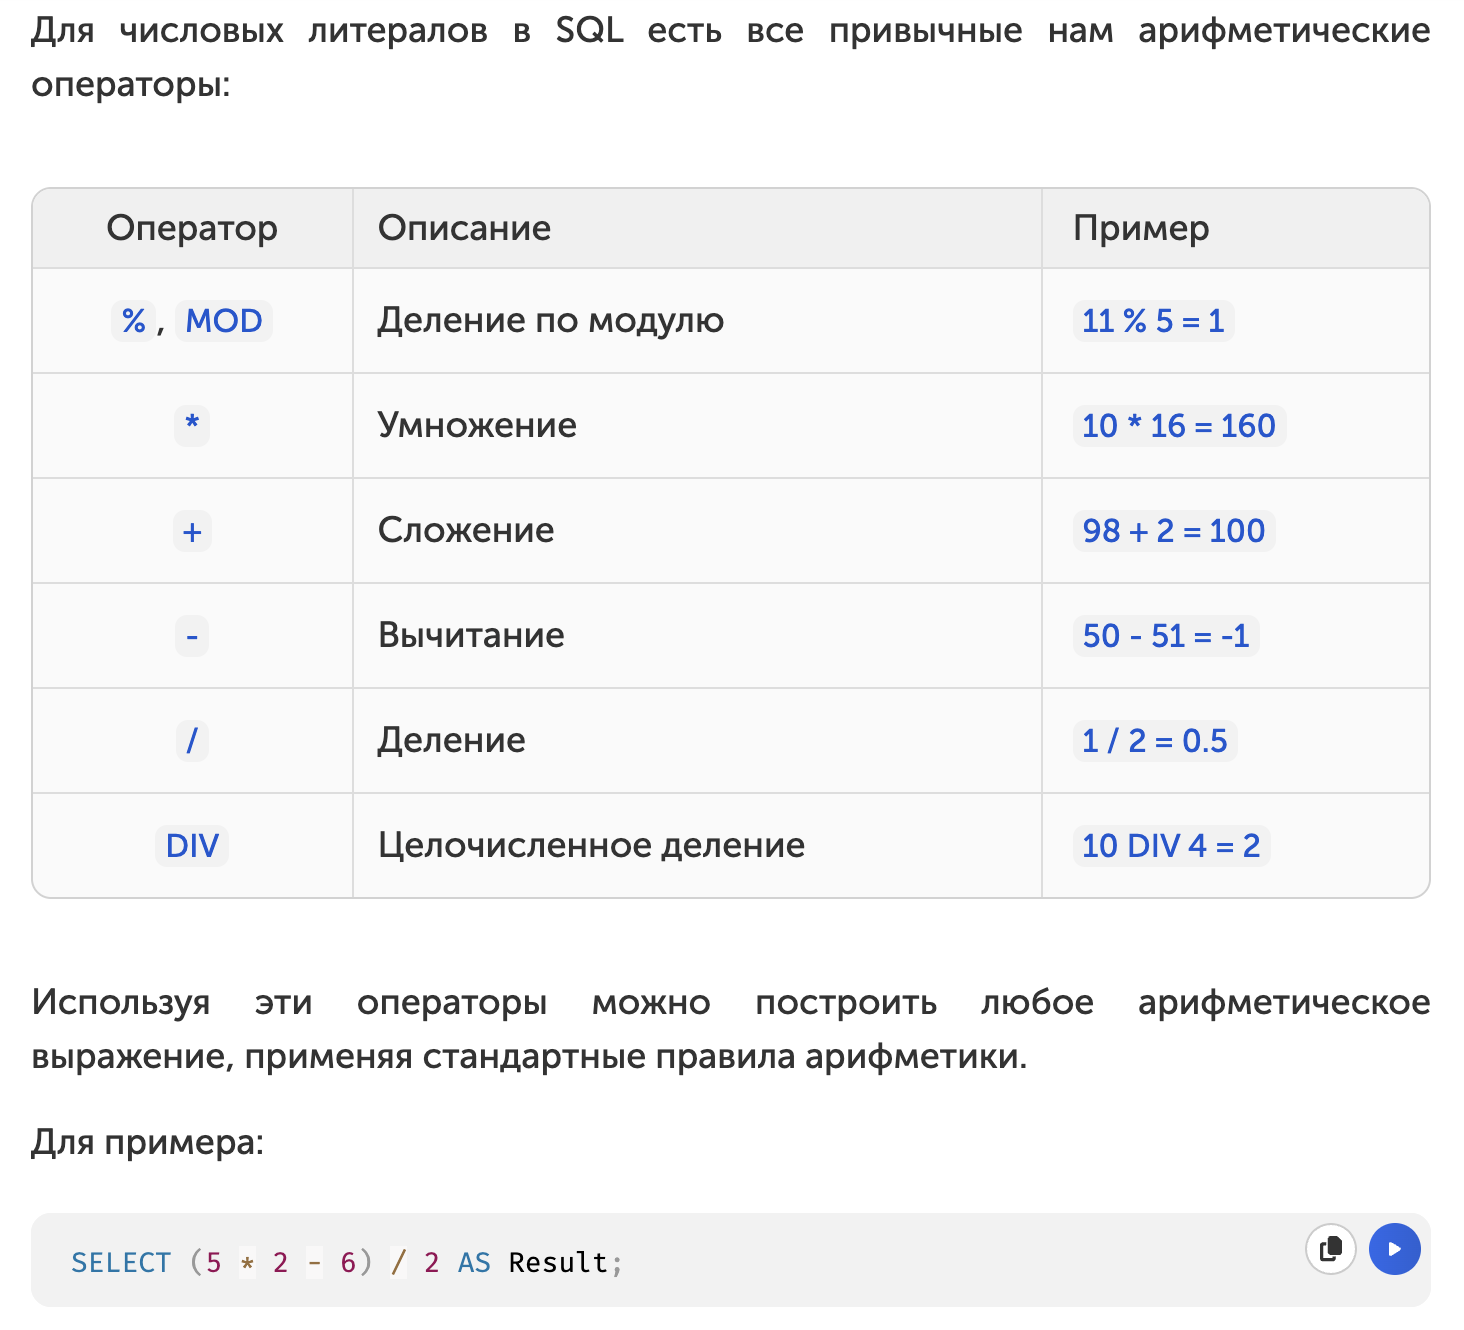 Для числовых литералов в SQL есть все привычные нам арифметические
операторы:
Оператор Описание Пример
%, MOD Деление по модулю 11 % 5 = 1
* Умножение 10 * 16 = 160
+ Сложение 98 + 2 = 100
- Вычитание 50 - 51 = -1
/ Деление 1 / 2 = 0.5
DIV Целочисленное деление 10 DIV 4 = 2
Используя эти операторы можно построить любое арифметическое
выражение, применяя стандартные правила арифметики.
Для примера:
SELECT (5 * 2 - 6) / 2 AS Result;